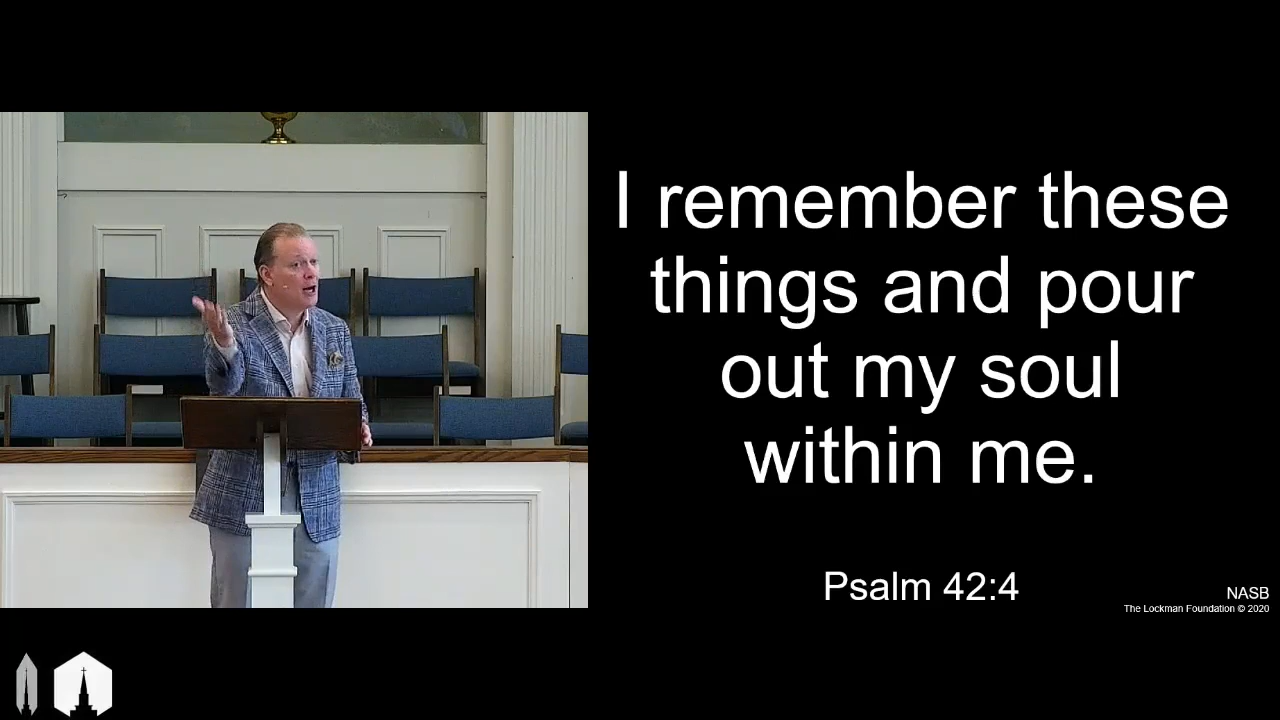 I remember these
things and pour
out my soul
within me.
Psalm 42:4
NASB
The Lockman Foundation © 2020